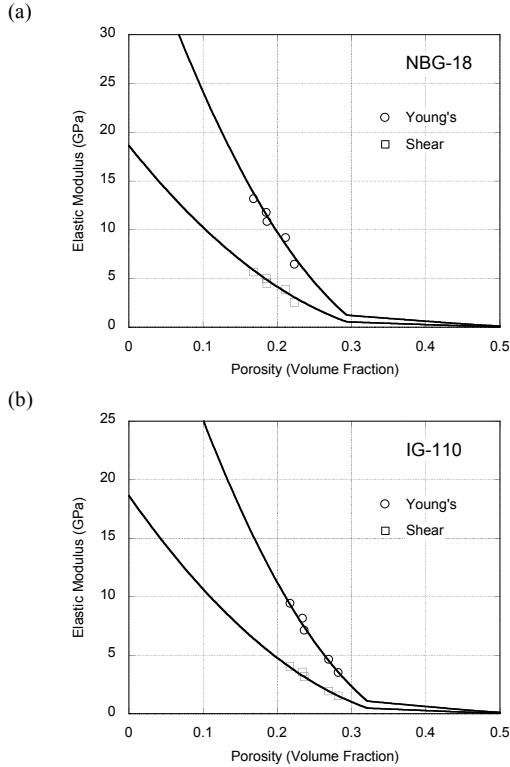 (a)
30
25
20
15
10
5
0
Elastic Modulus (GPa)
NBG-18
Young's
Shear
0 0.1 0.2 0.3 0.4 0.5
Porosity (Volume Fraction)
(b)
25
20
15
10
5
0
Elastic Modulus (GPa)
IG-110
Young's
Shear
0 0.1 0.2 0.3 0.4 0.5
Porosity (Volume Fraction)